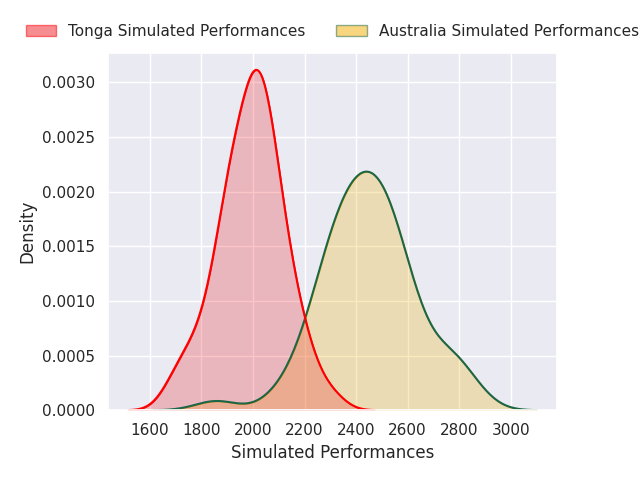 Tonga Simulated Performances
Australia Simulated Performances
0.0030
0.0025
0.0020
0.0015
0.0010
0.0005
0.0000
Density
1600 1800 2000 2200 2400 2600 2800 3000
Simulated Performances